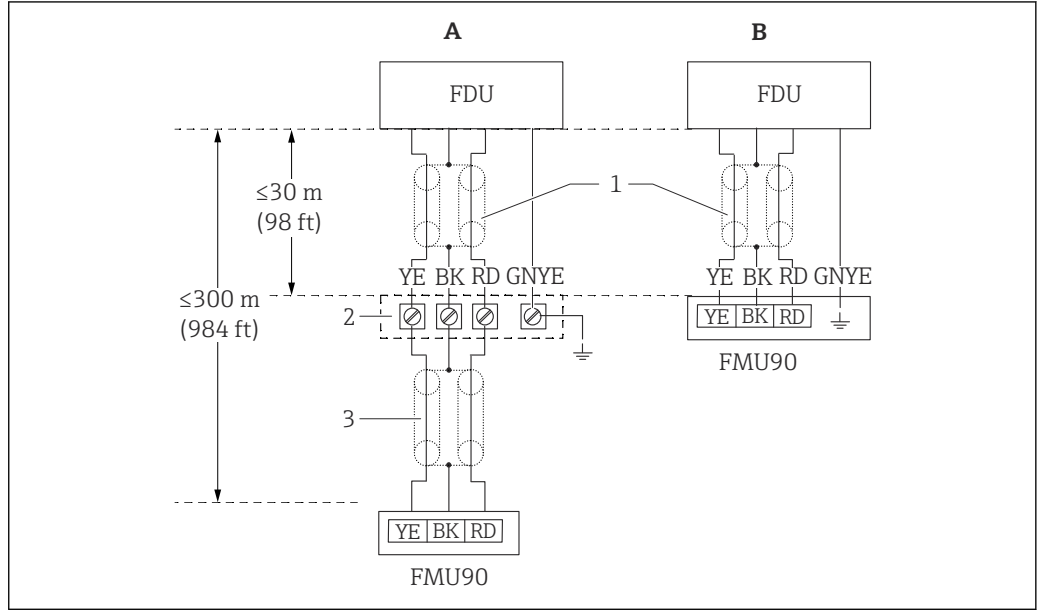 A B
FDU FDU
≤30 m
(98 ft)
1
≤300 m
(984 ft)
YE BK RD GNYE YE BK RD GNYE
2
YE BK RD
FMU90
3
YE BK RD
FMU90